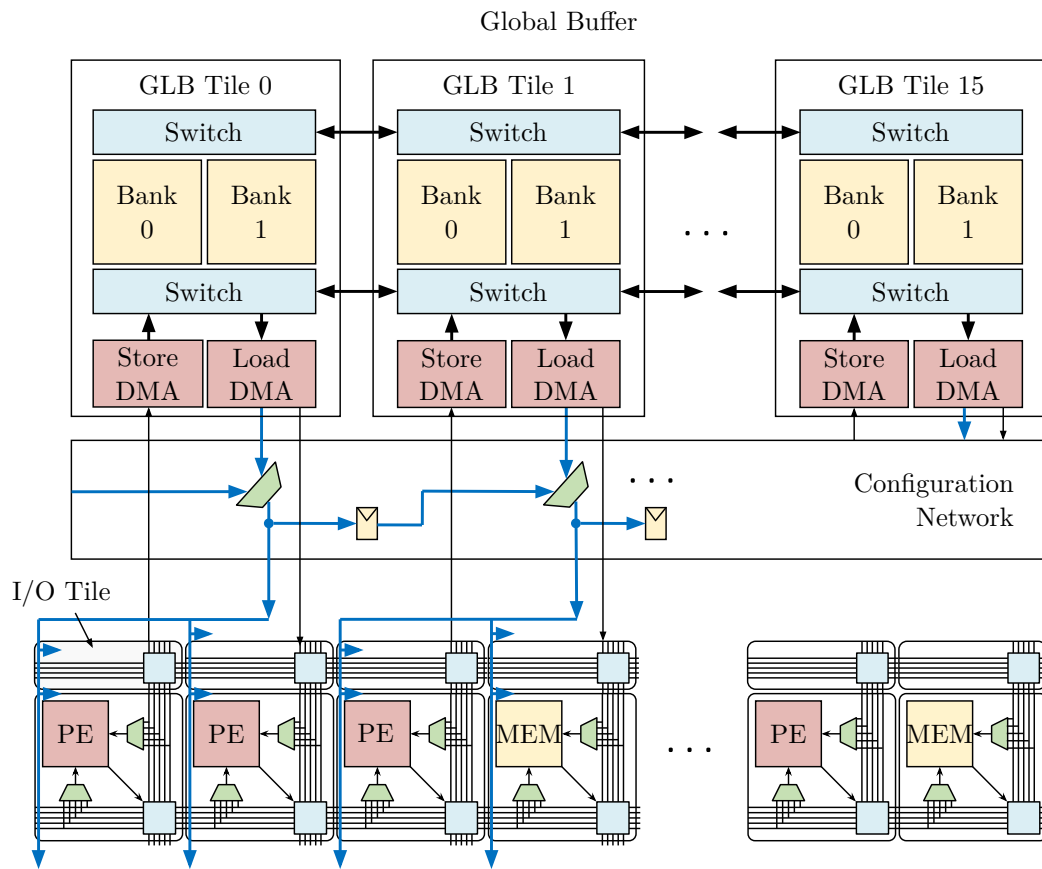 Global Buffer
GLB Tile 0
GLB Tile 1
GLB Tile 15
Switch
Switch
Switch
Bank
0
Bank
1
Bank
0
Bank
1
. . .
Bank
0
Bank
1
Switch
Switch
Switch
Store
DMA
Load
DMA
Store
DMA
Load
DMA
Store
DMA
Load
DMA
. . .
Configuration
Network
I/O Tile
PE
PE
PE
MEM
. . .
PE
MEM